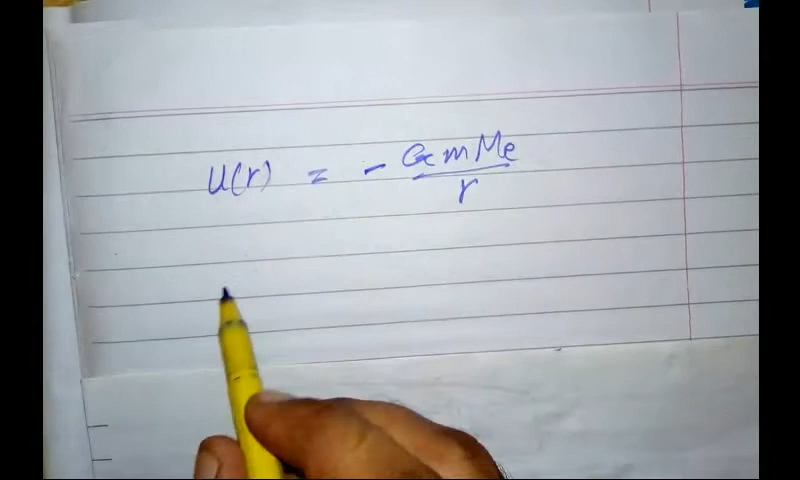 U(r) = - GmMe
r